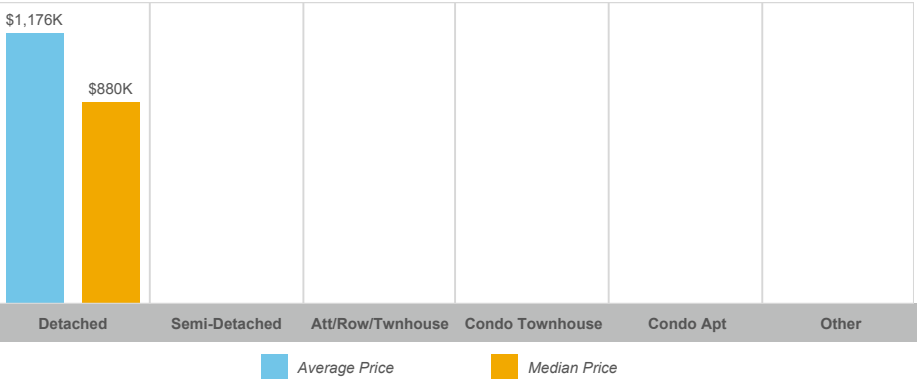 $1,176K
$880K
Detached Semi-Detached Att/Row/Twnhouse Condo Townhouse Condo Apt Other
Average Price Median Price